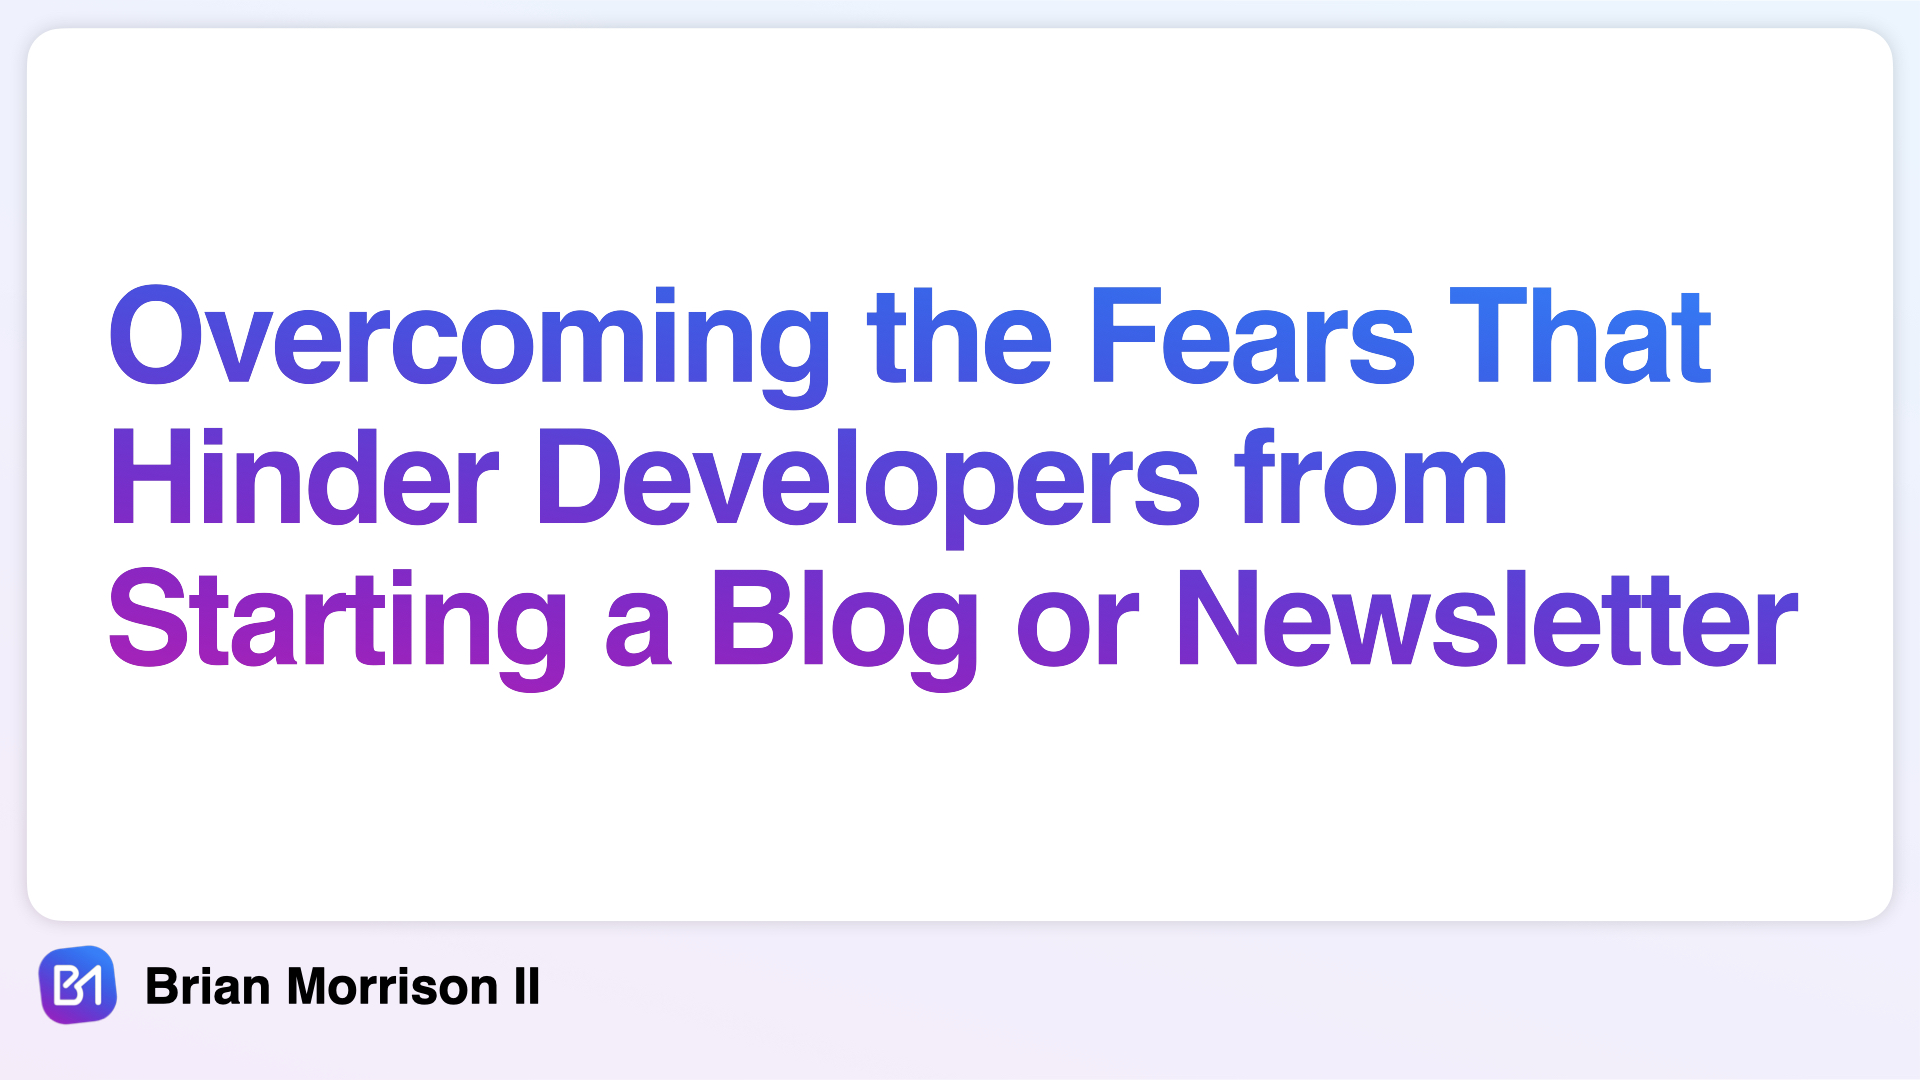 Overcoming the Fears That
Hinder Developers from
Starting a Blog or Newsletter
Brian Morrison II